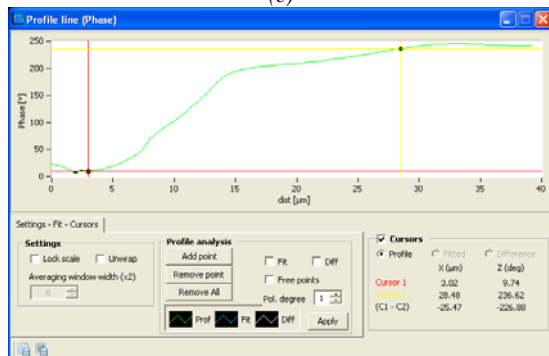 Profile line (Phase)
250
200
150
100
50
0
Phase [°]
0 5 10 15 20 25 30 35 40
dist [µm]
Settings - Fit - Cursors
Settings
Lock scale Unwrap
Averaging window width (x2)
8
Profile analysis
Add point
Remove point
Remove All
Fit Diff
Free points
Pol. degree 1
Prof Fit Diff Apply
Cursors
Profile Fitted Difference
X (µm) Z (deg)
Cursor 1 3.02 9.74
28.48 236.62
(C1 - C2) -25.47 -226.88